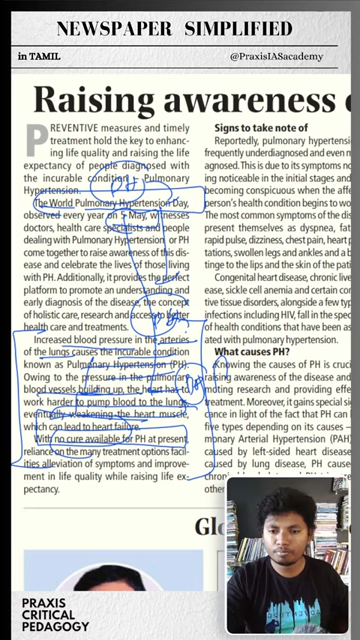 NEWSPAPER SIMPLIFIED
in TAMIL
@PraxisIASacademy
Raising awareness
PREVENTIVE measures and timely
treatment hold the key to enhanc-
ing life quality and raising the life
expectancy of people diagnosed with
the incurable condition Pulmonary
Hypertension.
The World Pulmonary Hypertension Day,
observed every year on 5 May, witnesses
doctors, health care specialists and people
dealing with Pulmonary Hypertension or PH
come together to raise awareness of this dis-
ease and celebrate the lives of those living
with PH. Additionally, it provides the perfect
platform to promote an understanding and
early diagnosis of the disease, the concept
of holistic care, research and access to better
health care and treatments.
Increased blood pressure in the arteries
of the lungs causes the incurable condition
known as Pulmonary Hypertension (PH).
Owing to the pressure in the pulmonary
blood vessels building up, the heart has to
work harder to pump blood to the lungs,
eventually weakening the heart muscle,
which can lead to heart failure.
With no cure available for PH at present,
reliance on the many treatment options facil-
ities alleviation of symptoms and improve-
ment in life quality while raising life ex-
pectancy.
Signs to take note of
Reportedly, pulmonary hypertens
frequently underdiagnosed and even n
agnosed. This is due to its symptoms no
ing noticeable in the initial stages and
becoming conspicuous when the affe
person's health condition begins to wo
The most common symptoms of the dis
present themselves as dyspnea, fat
rapid pulse, dizziness, chest pain, heart p
tations, swollen legs and ankles and a b
tinge to the lips and the skin of the pati
Congenital heart disease, chronic live
ease, sickle cell anemia and certain con
tive tissue disorders, alongside a few typ
infections including HIV, fall in the spec
of health conditions that have been as
ated with pulmonary hypertension.
What causes PH?
Knowing the causes of PH is cruci
raising awareness of the disease and
moting research and providing effec
treatment. Moreover, it gains special si
cance in light of the fact that PH can
five types depending on its causes –
monary Arterial Hypertension (PAH)
caused by left-sided heart disease
caused by lung disease, PH cause
other
PH
Glo
PRAXIS
CRITICAL
PEDAGOGY